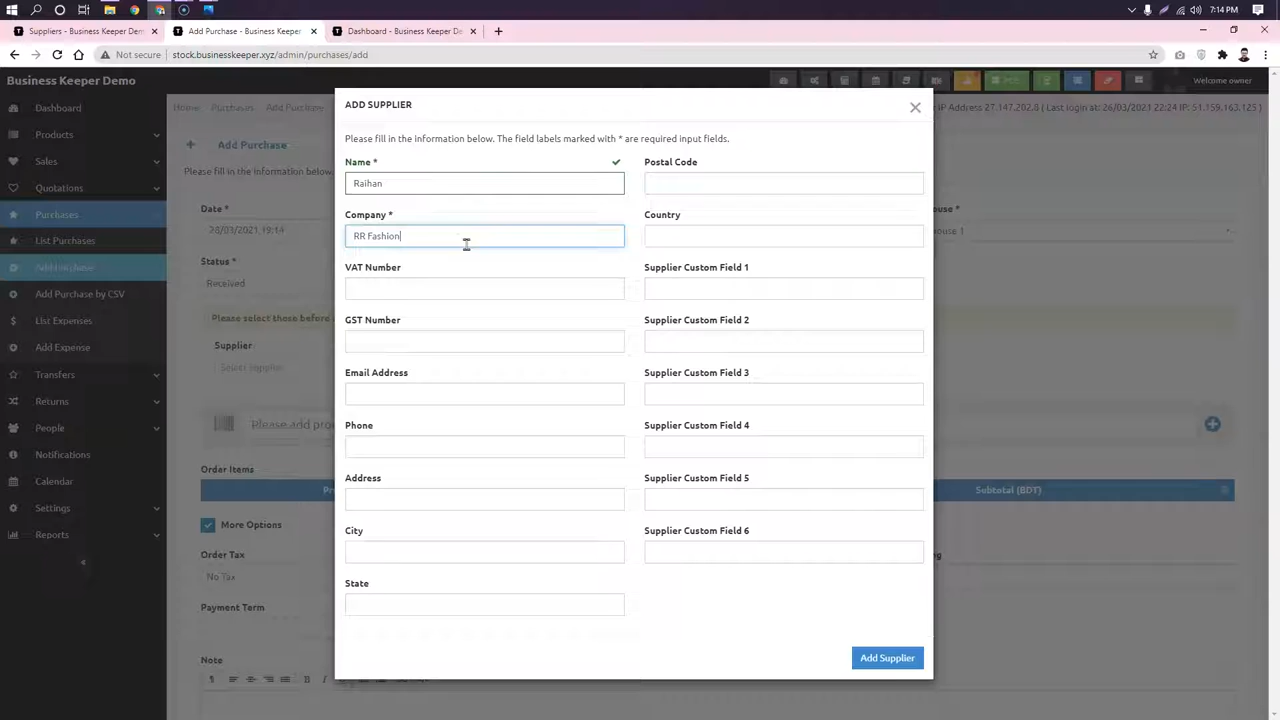 7:14 PM
Suppliers - Business Keeper Dem
Add Purchase - Business Keeper
Dashboard - Business Keeper De
Not secure
stock.businesskeeper.xyz/admin/purchases/add
Business Keeper Demo
Welcome owner
Dashboard
Products
Sales
Quotations
Purchases
List Purchases
Add Purchase
Add Purchase by CSV
List Expenses
Add Expense
Transfers
Returns
People
Notifications
Calendar
Settings
Reports
Home
Purchases
Add Purchase
IP Address 27.147.202.8 ( Last login at: 26/03/2021 22:24 IP: 51.159.163.125 )
Add Purchase
Please fill in the information below.
Date *
28/03/2021 19:14
Status *
Received
Please select these before
Supplier
Select Supplier
Please add pro
Order Items
Subtotal (BDT)
More Options
Order Tax
No Tax
Payment Term
Note
ADD SUPPLIER
Please fill in the information below. The field labels marked with * are required input fields.
Name *
Raihan
Company *
RR Fashion
VAT Number
GST Number
Email Address
Phone
Address
City
State
Postal Code
Country
Supplier Custom Field 1
Supplier Custom Field 2
Supplier Custom Field 3
Supplier Custom Field 4
Supplier Custom Field 5
Supplier Custom Field 6
Add Supplier